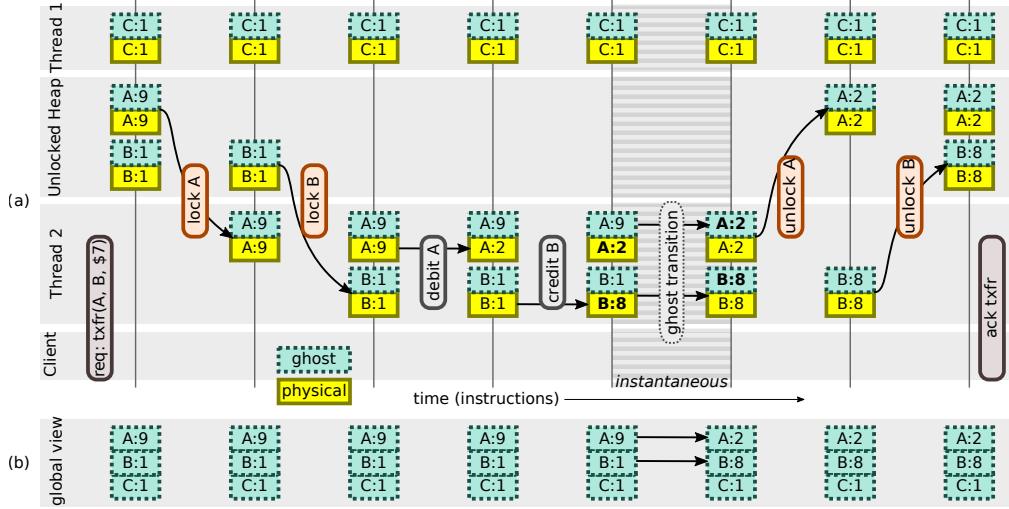 Thread 1
C:1 C:1 C:1 C:1 C:1 C:1 C:1 C:1
C:1 C:1 C:1 C:1 C:1 C:1 C:1 C:1
(a)
Unlocked Heap
A:9 A:2 A:2
A:9 A:2 A:2
B:1 B:1 B:8
B:1 B:1 B:8
lock A
lock B
unlock A
unlock B
Thread 2
A:9 A:9 A:9 A:9 A:2
A:9 A:9 A:2 A:2 A:2
B:1 B:1 B:1 B:8 B:8
B:1 B:1 B:8 B:8 B:8
debit A
credit B
ghost transition
req: txfr(A, B, $7)
ack txfr
Client
ghost
physical
instantaneous
time (instructions)
(b)
global view
A:9 A:9 A:9 A:9 A:9 A:2 A:2 A:2
B:1 B:1 B:1 B:1 B:1 B:8 B:8 B:8
C:1 C:1 C:1 C:1 C:1 C:1 C:1 C:1